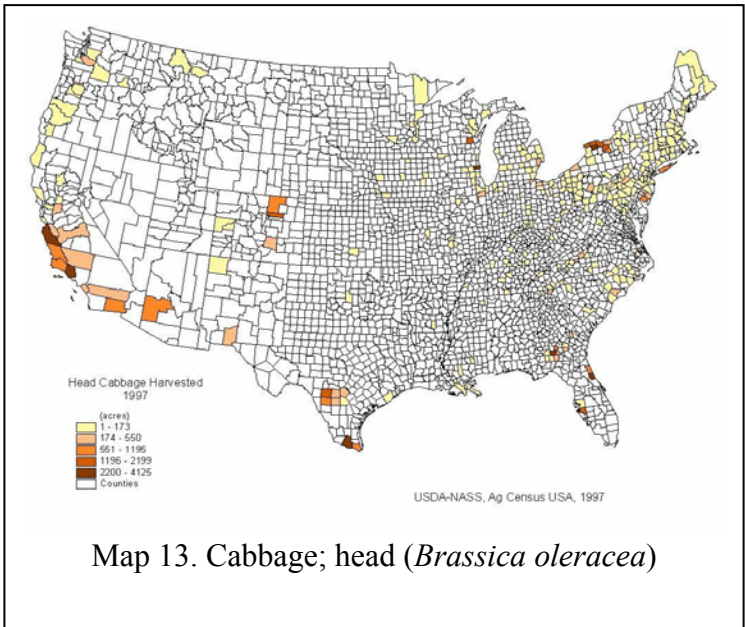 Head Cabbage Harvested
1997
(acres)
1 - 173
174 - 550
551 - 1195
1196 - 2199
2200 - 4125
Counties
USDA-NASS, Ag Census USA, 1997
Map 13. Cabbage; head (Brassica oleracea)